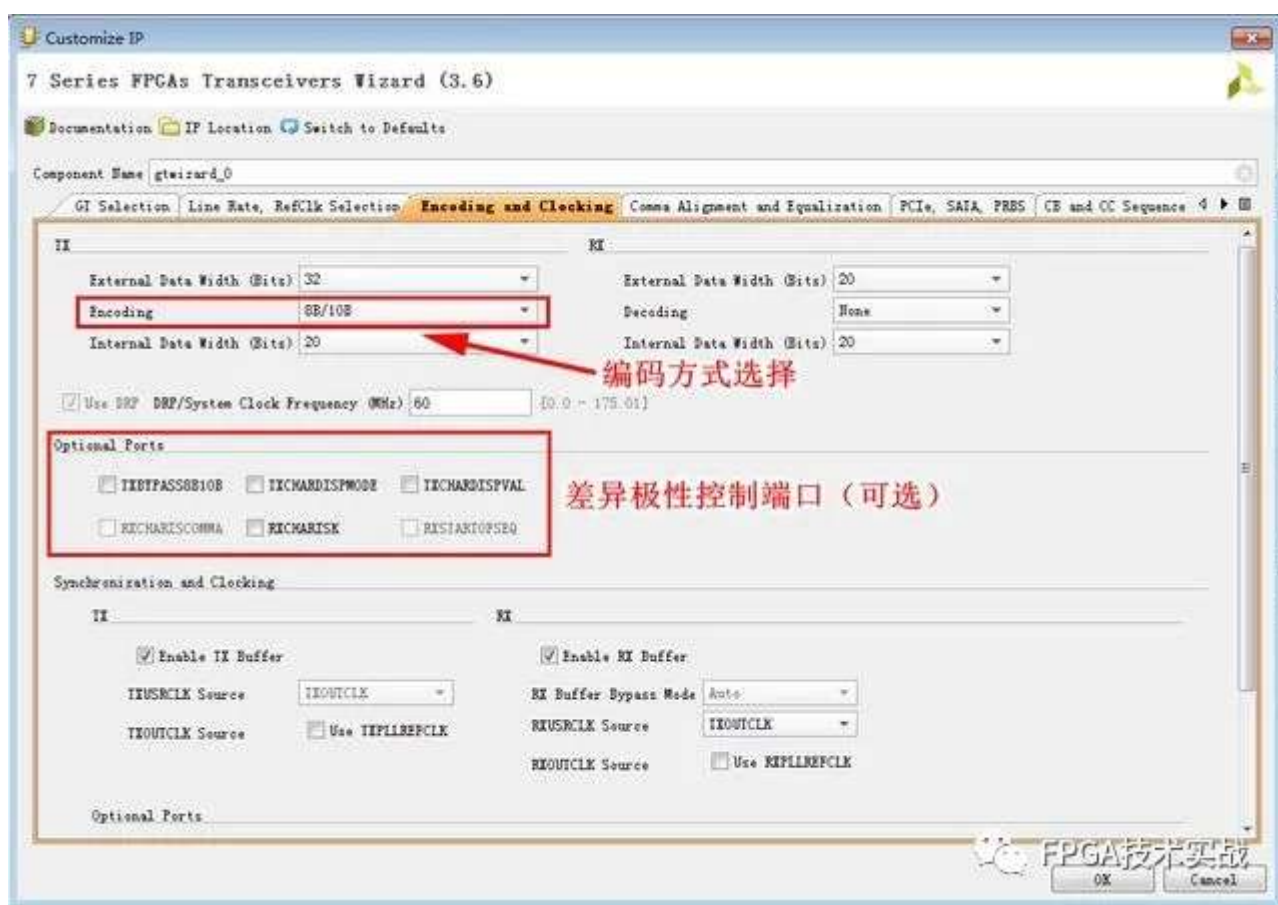 Customize IP
7 Series FPGAs Transceivers Wizard (3.6)
Documentation IP Location Switch to Defaults
Component Name gtwizard_0
GT Selection Line Rate, RefClk Selection Encoding and Clocking Comma Alignment and Equalization PCIe, SATA, PRBS CB and CC Sequence
TX RX
External Data Width (Bits) 32 External Data Width (Bits) 20
Encoding 8B/10B Decoding None
Internal Data Width (Bits) 20 Internal Data Width (Bits) 20
编码方式选择
Use DRP DRP/System Clock Frequency (MHz) 60 [0.0 - 175.01]
Optional Ports
TXBYPASS8B10B TXCHARDISPMODE TXCHARDISPVAL
差异极性控制端口（可选）
RXCHARISCOMMA RXCHARISK RXSTARTOFSEQ
Synchronization and Clocking
TX RX
Enable TX Buffer Enable RX Buffer
TXUSRCLK Source TXOUTCLK RX Buffer Bypass Mode Auto
TXOUTCLK Source Use TXPLLREFCLK RXUSRCLK Source TXOUTCLK
RXOUTCLK Source Use RXPLLREFCLK
Optional Ports
FPGA技术实战
OK Cancel